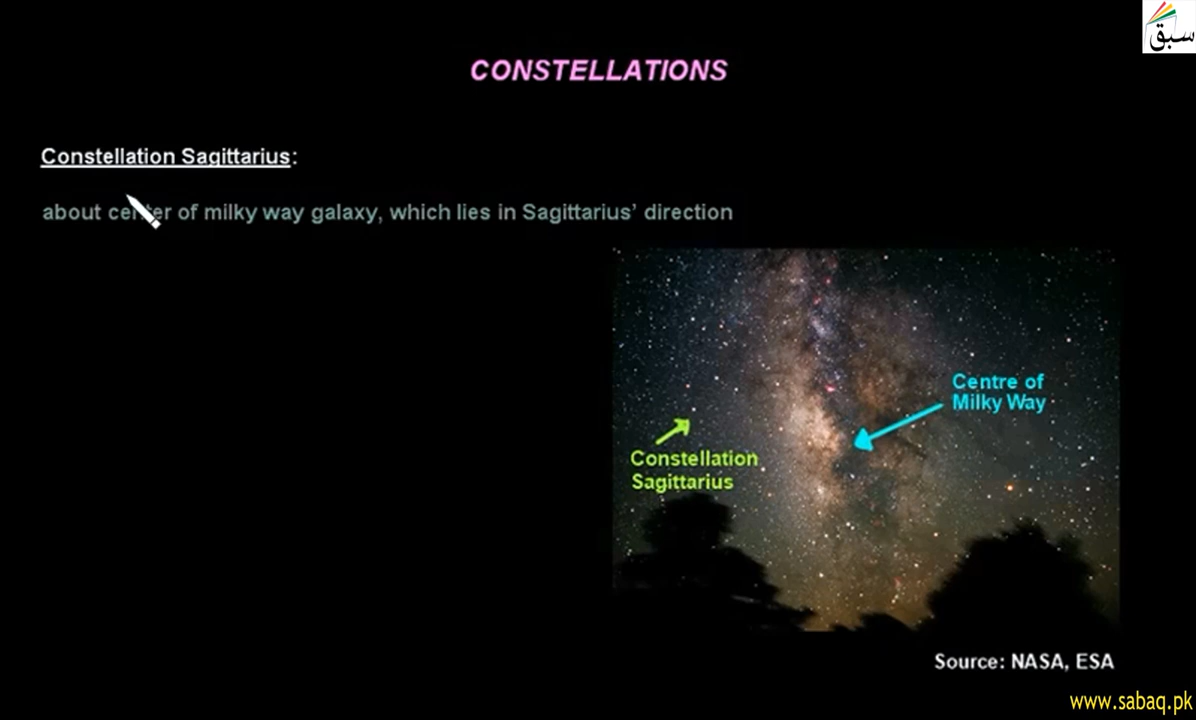 سبق
CONSTELLATIONS
Constellation Sagittarius:
about center of milky way galaxy, which lies in Sagittarius’ direction
Centre of
Milky Way
Constellation
Sagittarius
Source: NASA, ESA
www.sabaq.pk